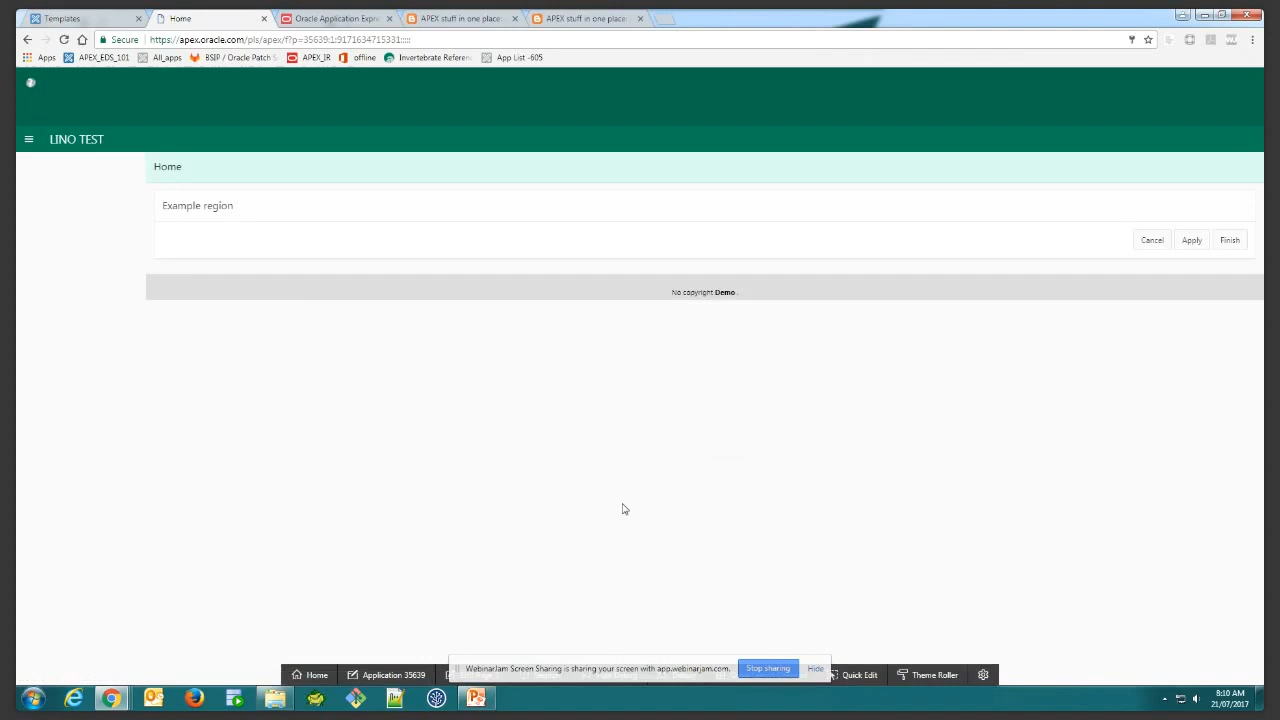 Templates
Home
Oracle Application Expre
APEX stuff in one place:
APEX stuff in one place:
Secure
https://apex.oracle.com/pls/apex/f?p=35639:1:9171634715331:::::
Apps
APEX_EDS_101
All_apps
BSIP / Oracle Patch S
APEX_IR
offline
Invertebrate Referen
App List -605
LINO TEST
Home
Example region
Cancel
Apply
Finish
No copyright Demo .
WebinarJam Screen Sharing is sharing your screen with app.webinarjam.com.
Stop sharing
Hide
Home
Application 35639
Quick Edit
Theme Roller
8:10 AM
21/07/2017